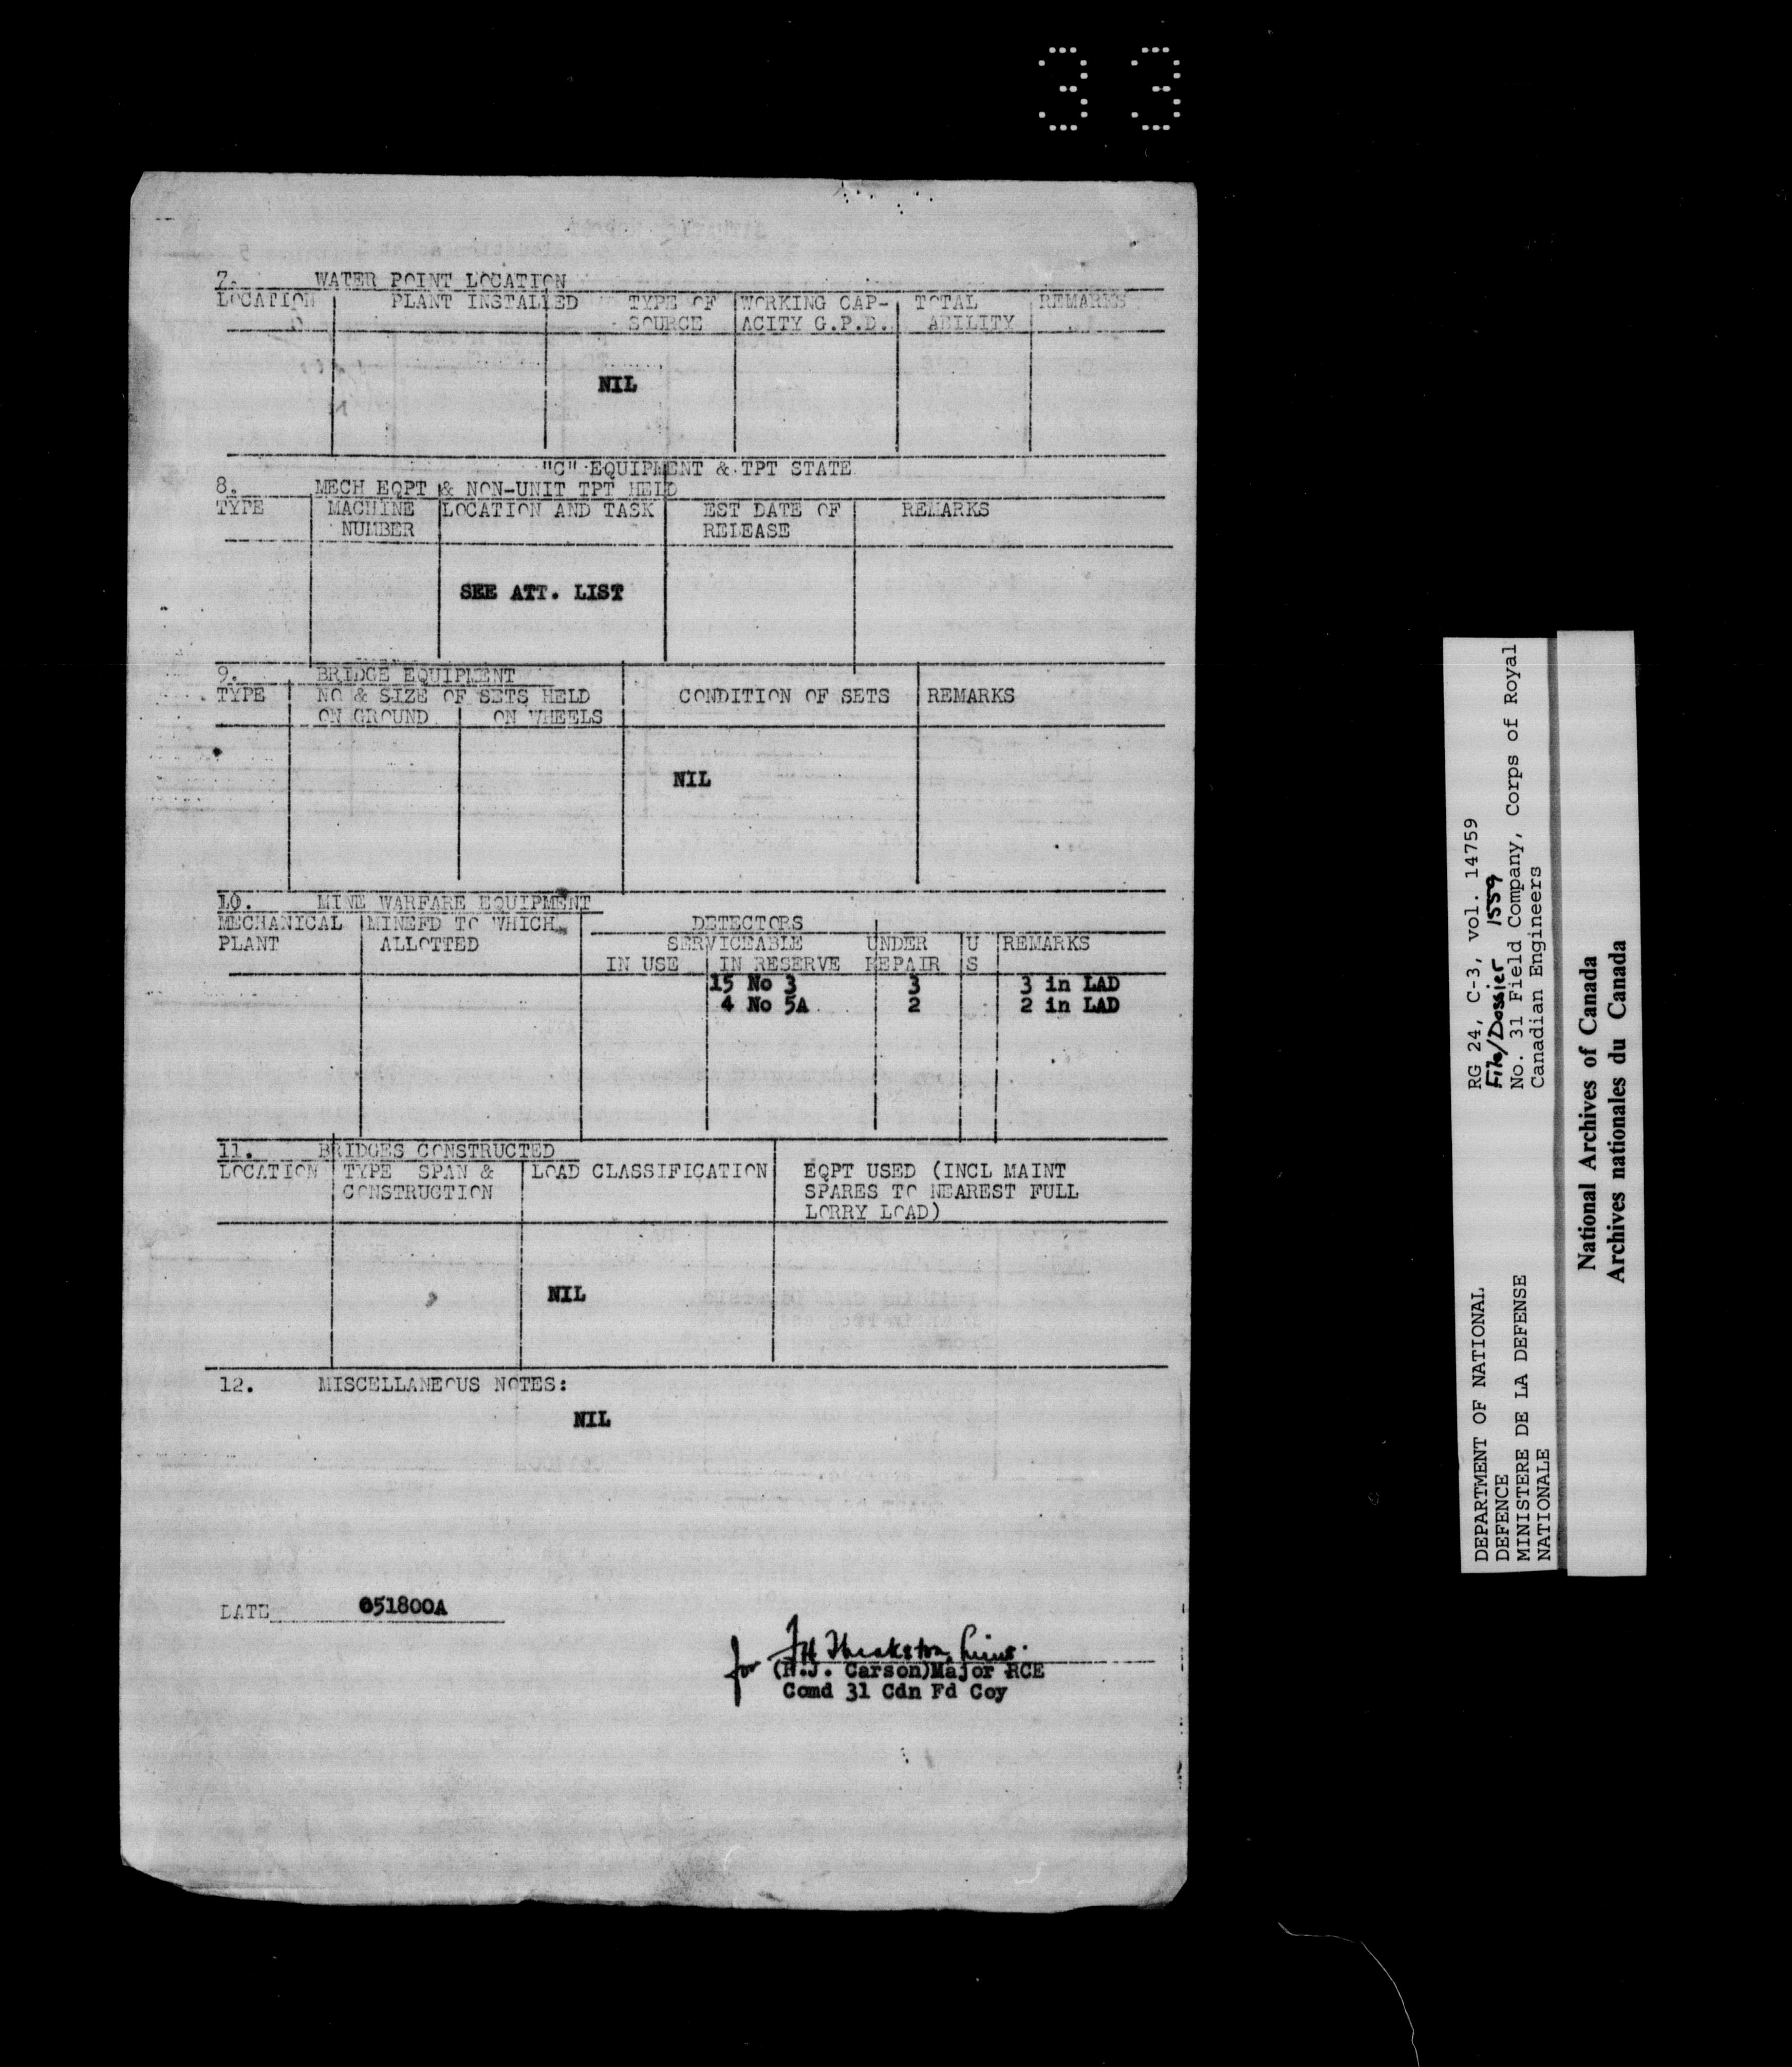 33
7. WATER POINT LOCATION
LOCATION PLANT INSTALLED TYPE OF WORKING CAP- TOTAL REMARKS
SOURCE ACITY G.P.D. ABILITY
NIL
"C" EQUIPMENT & TPT STATE
8. MECH EQPT & NON-UNIT TPT HELD
TYPE MACHINE LOCATION AND TASK EST DATE OF REMARKS
NUMBER RELEASE
SEE ATT. LIST
9. BRIDGE EQUIPMENT
TYPE NO & SIZE OF SETS HELD CONDITION OF SETS REMARKS
ON GROUND ON WHEELS
NIL
10. MINE WARFARE EQUIPMENT
MECHANICAL MINEFD TO WHICH DETECTORS
PLANT ALLOTTED SERVICEABLE UNDER U REMARKS
IN USE IN RESERVE REPAIR S
15 No 3 3 3 in LAD
4 No 5A 2 2 in LAD
11. BRIDGES CONSTRUCTED
LOCATION TYPE SPAN & LOAD CLASSIFICATION EQPT USED (INCL MAINT
CONSTRUCTION SPARES TO NEAREST FULL
LORRY LOAD)
NIL
12. MISCELLANEOUS NOTES:
NIL
DATE 051800A
for JH Theakston, Lieut.
(H.J. Carson)Major RCE
Comd 31 Cdn Fd Coy
DEPARTMENT OF NATIONAL RG 24, C-3, vol. 14759
DEFENCE File/Dossier 1559
MINISTERE DE LA DEFENSE No. 31 Field Company, Corps of Royal
NATIONALE Canadian Engineers
National Archives of Canada
Archives nationales du Canada